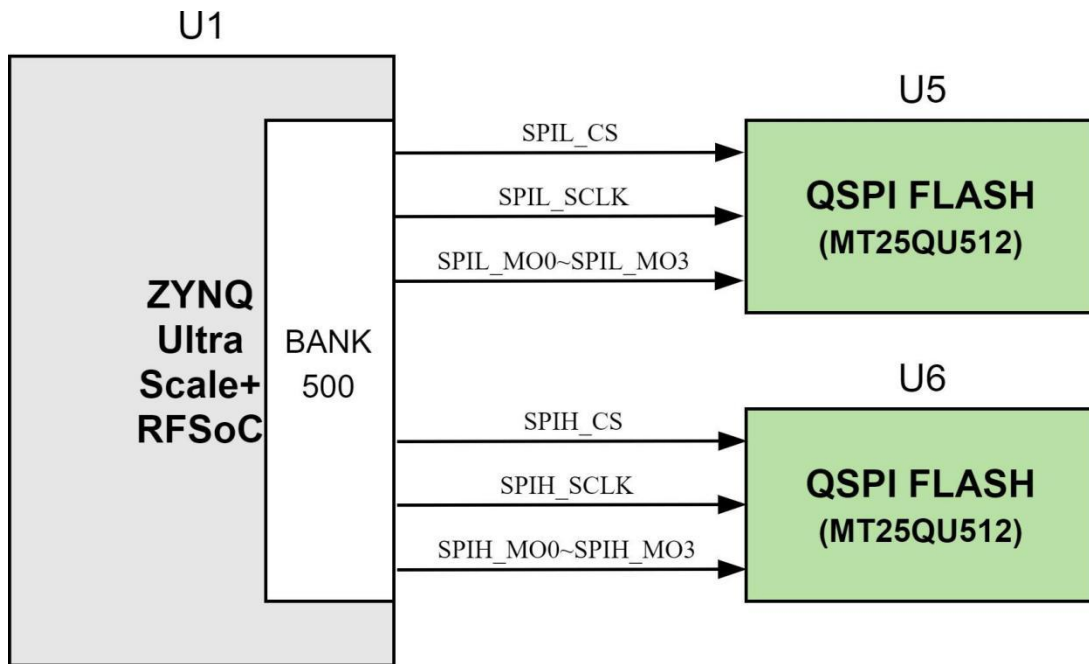 U1
ZYNQ
Ultra
Scale+
RFSoC
BANK
500
SPIL_CS
SPIL_SCLK
SPIL_MO0~SPIL_MO3
U5
QSPI FLASH
(MT25QU512)
SPIH_CS
SPIH_SCLK
SPIH_MO0~SPIH_MO3
U6
QSPI FLASH
(MT25QU512)